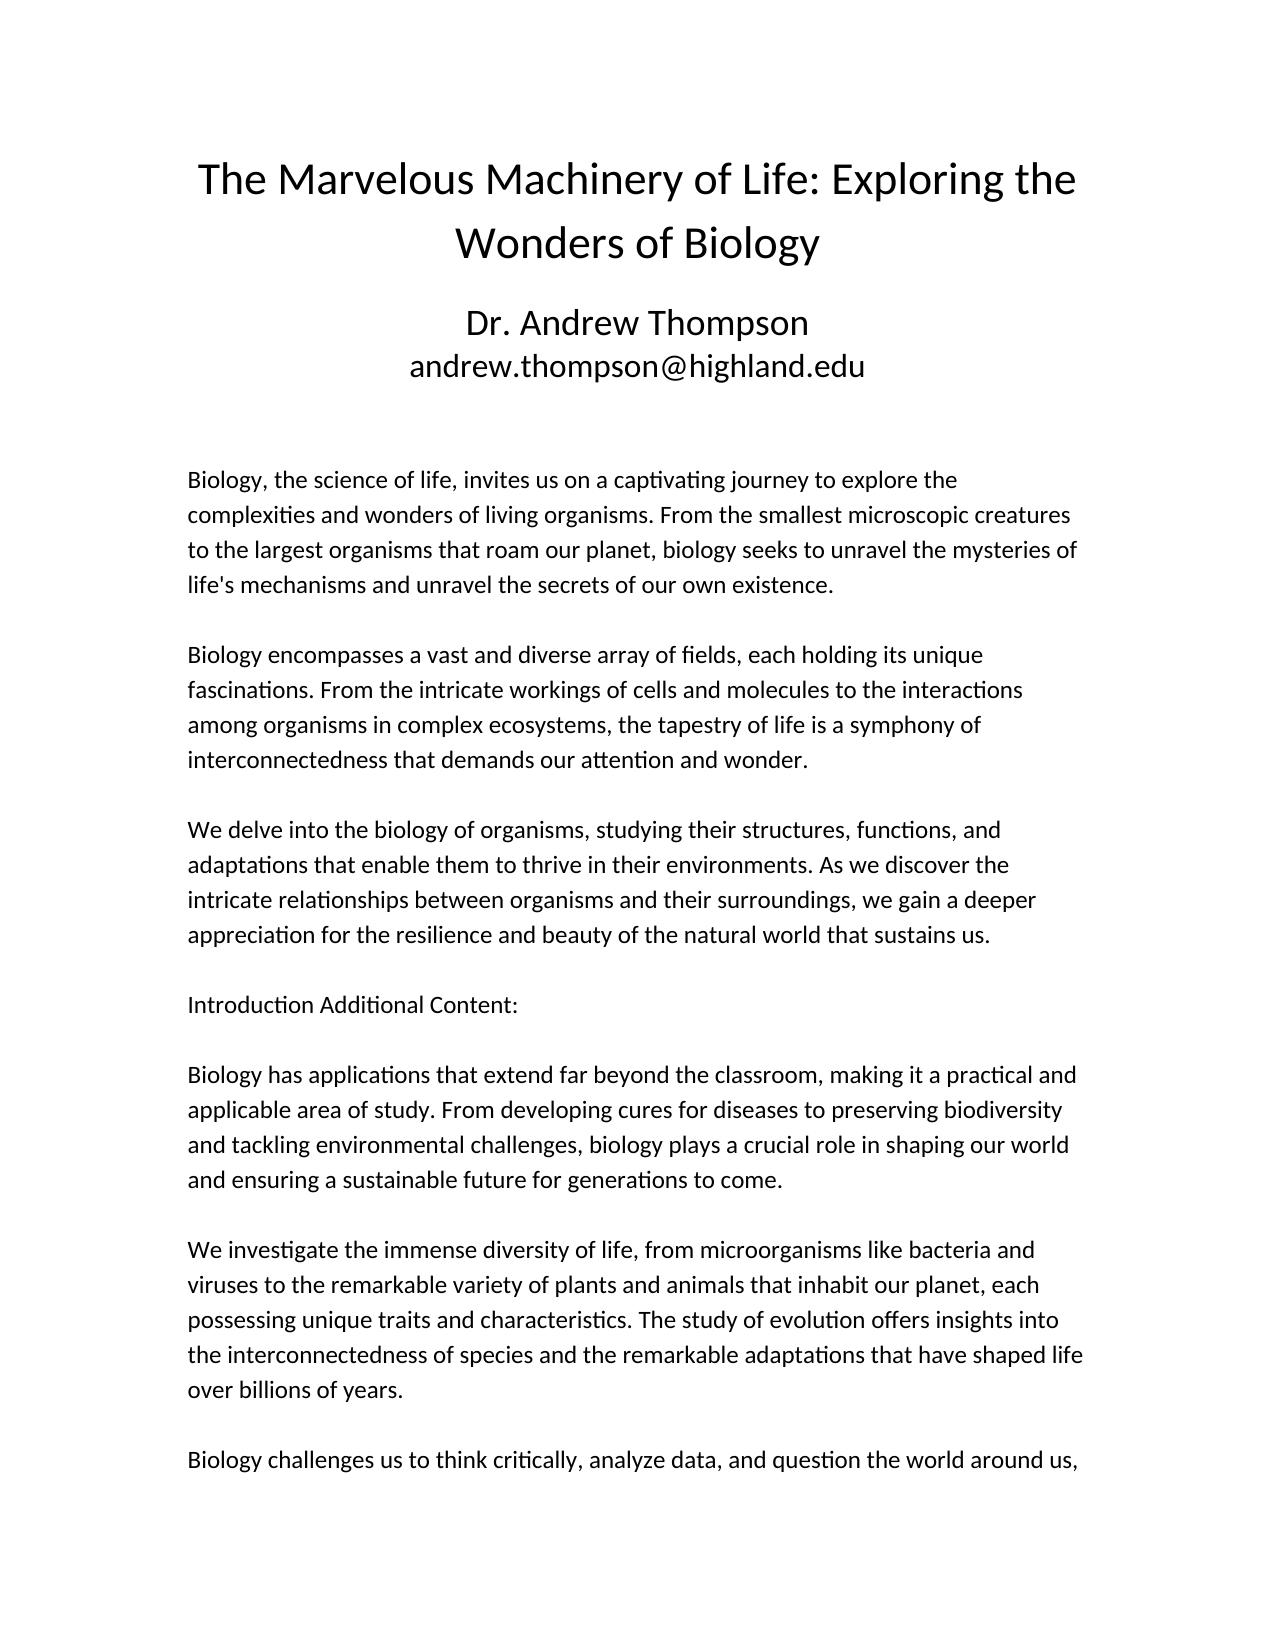 The Marvelous Machinery of Life: Exploring the
Wonders of Biology
Dr. Andrew Thompson
andrew.thompson@highland.edu
Biology, the science of life, invites us on a captivating journey to explore the
complexities and wonders of living organisms. From the smallest microscopic creatures
to the largest organisms that roam our planet, biology seeks to unravel the mysteries of
life's mechanisms and unravel the secrets of our own existence.
Biology encompasses a vast and diverse array of fields, each holding its unique
fascinations. From the intricate workings of cells and molecules to the interactions
among organisms in complex ecosystems, the tapestry of life is a symphony of
interconnectedness that demands our attention and wonder.
We delve into the biology of organisms, studying their structures, functions, and
adaptations that enable them to thrive in their environments. As we discover the
intricate relationships between organisms and their surroundings, we gain a deeper
appreciation for the resilience and beauty of the natural world that sustains us.
Introduction Additional Content:
Biology has applications that extend far beyond the classroom, making it a practical and
applicable area of study. From developing cures for diseases to preserving biodiversity
and tackling environmental challenges, biology plays a crucial role in shaping our world
and ensuring a sustainable future for generations to come.
We investigate the immense diversity of life, from microorganisms like bacteria and
viruses to the remarkable variety of plants and animals that inhabit our planet, each
possessing unique traits and characteristics. The study of evolution offers insights into
the interconnectedness of species and the remarkable adaptations that have shaped life
over billions of years.
Biology challenges us to think critically, analyze data, and question the world around us,